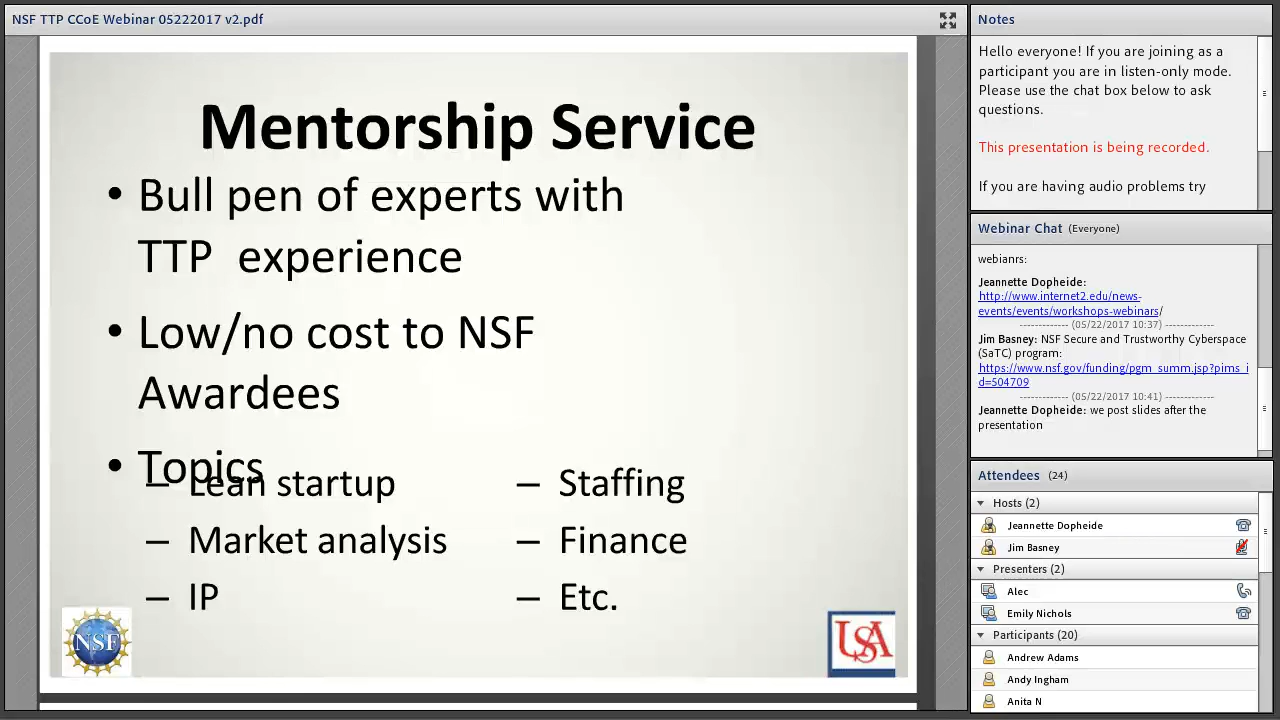 NSF TTP CCoE Webinar 05222017 v2.pdf
Mentorship Service
• Bull pen of experts with
TTP experience
• Low/no cost to NSF
Awardees
• Topics
– Lean startup
– Market analysis
– IP
– Staffing
– Finance
– Etc.
NSF
USA
Notes
Hello everyone! If you are joining as a
participant you are in listen-only mode.
Please use the chat box below to ask
questions.
This presentation is being recorded.
If you are having audio problems try
Webinar Chat (Everyone)
webianrs:
Jeannette Dopheide:
http://www.internet2.edu/news-
events/events/workshops-webinars/
------------- (05/22/2017 10:37) -------------
Jim Basney: NSF Secure and Trustworthy Cyberspace
(SaTC) program:
https://www.nsf.gov/funding/pgm_summ.jsp?pims_i
d=504709
------------- (05/22/2017 10:41) -------------
Jeannette Dopheide: we post slides after the
presentation
Attendees (24)
Hosts (2)
Jeannette Dopheide
Jim Basney
Presenters (2)
Alec
Emily Nichols
Participants (20)
Andrew Adams
Andy Ingham
Anita N